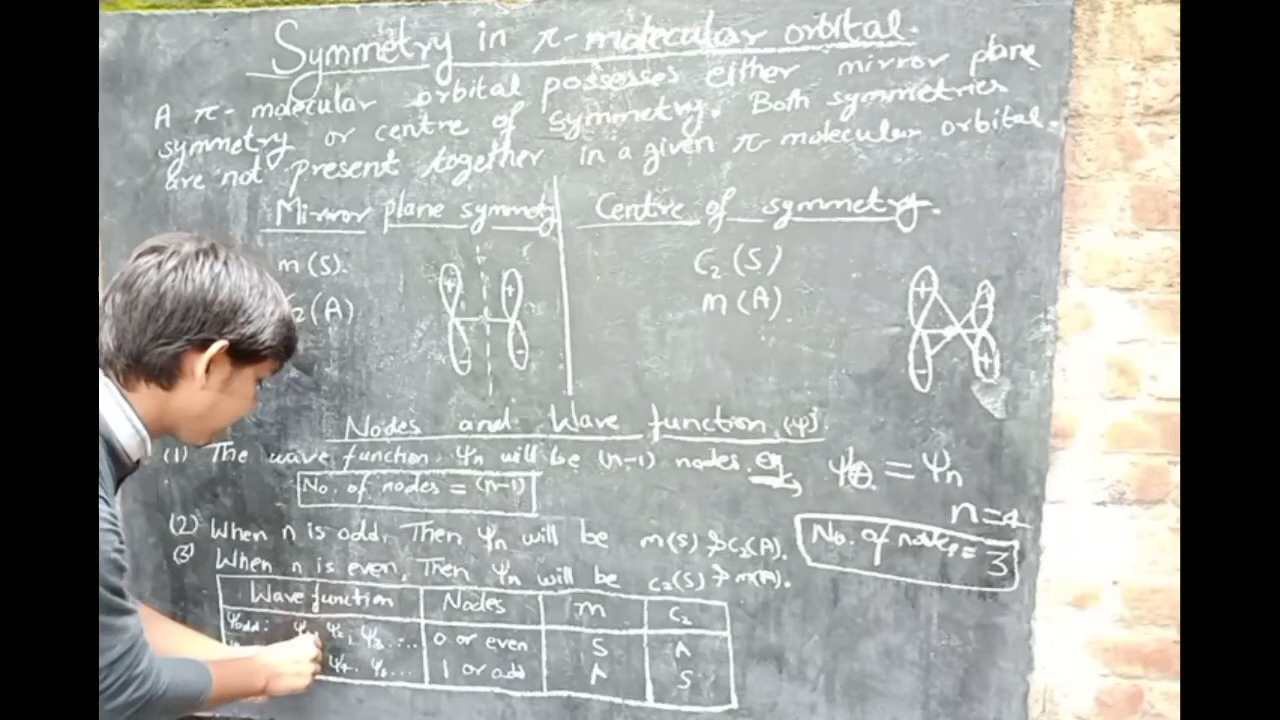 Symmetry in π-molecular orbital.
A π-molecular orbital possesses either mirror plane
symmetry or centre of symmetry. Both symmetries
are not present together in a given π molecular orbital.
Mirror plane symmetry
m(S).
2(A)
+ +
- -
Centre of symmetry.
C₂(S)
m(A).
+ -
- +
Nodes and Wave function (ψ).
(1) The wave function ψn will be (n-1) nodes.
No. of nodes = (n-1)
= ψn
n=4
No. of nodes = 3
(2) When n is odd, Then ψn will be m(S) & C₂(A).
(3) When n is even, Then ψn will be C₂(S) & m(A).
Wave function Nodes m C₂
ψodd: ψ₃.... 0 or even S A
ψ₄. ... 1 or odd A S